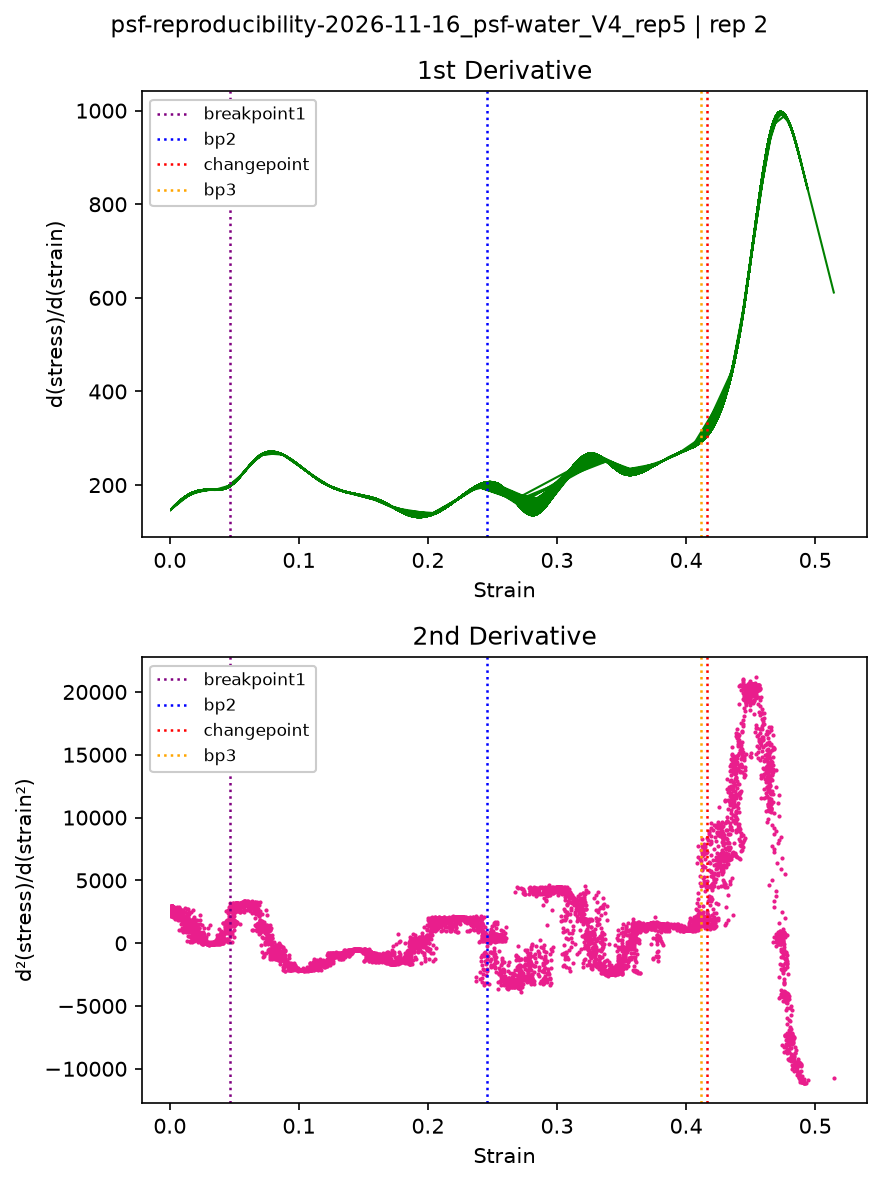 psf-reproducibility-2026-11-16_psf-water_V4_rep5 | rep 2
1st Derivative
breakpoint1
bp2
changepoint
bp3
1000
800
600
400
200
d(stress)/d(strain)
0.0 0.1 0.2 0.3 0.4 0.5
Strain
2nd Derivative
breakpoint1
bp2
changepoint
bp3
20000
15000
10000
5000
0
−5000
−10000
d²(stress)/d(strain²)
0.0 0.1 0.2 0.3 0.4 0.5
Strain